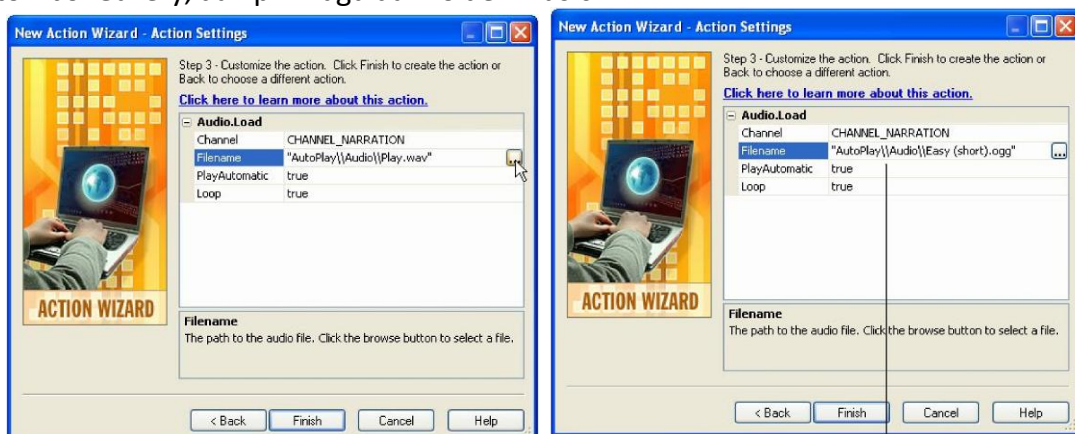 New Action Wizard - Action Settings
Step 3 - Customize the action. Click Finish to create the action or
Back to choose a different action.
Click here to learn more about this action.
Audio.Load
Channel CHANNEL_NARRATION
Filename "AutoPlay\\Audio\\Play.wav" ...
PlayAutomatic true
Loop true
ACTION WIZARD
Filename
The path to the audio file. Click the browse button to select a file.
< Back Finish Cancel Help
New Action Wizard - Action Settings
Step 3 - Customize the action. Click Finish to create the action or
Back to choose a different action.
Click here to learn more about this action.
Audio.Load
Channel CHANNEL_NARRATION
Filename "AutoPlay\\Audio\\Easy (short).ogg" ...
PlayAutomatic true
Loop true
ACTION WIZARD
Filename
The path to the audio file. Click the browse button to select a file.
< Back Finish Cancel Help